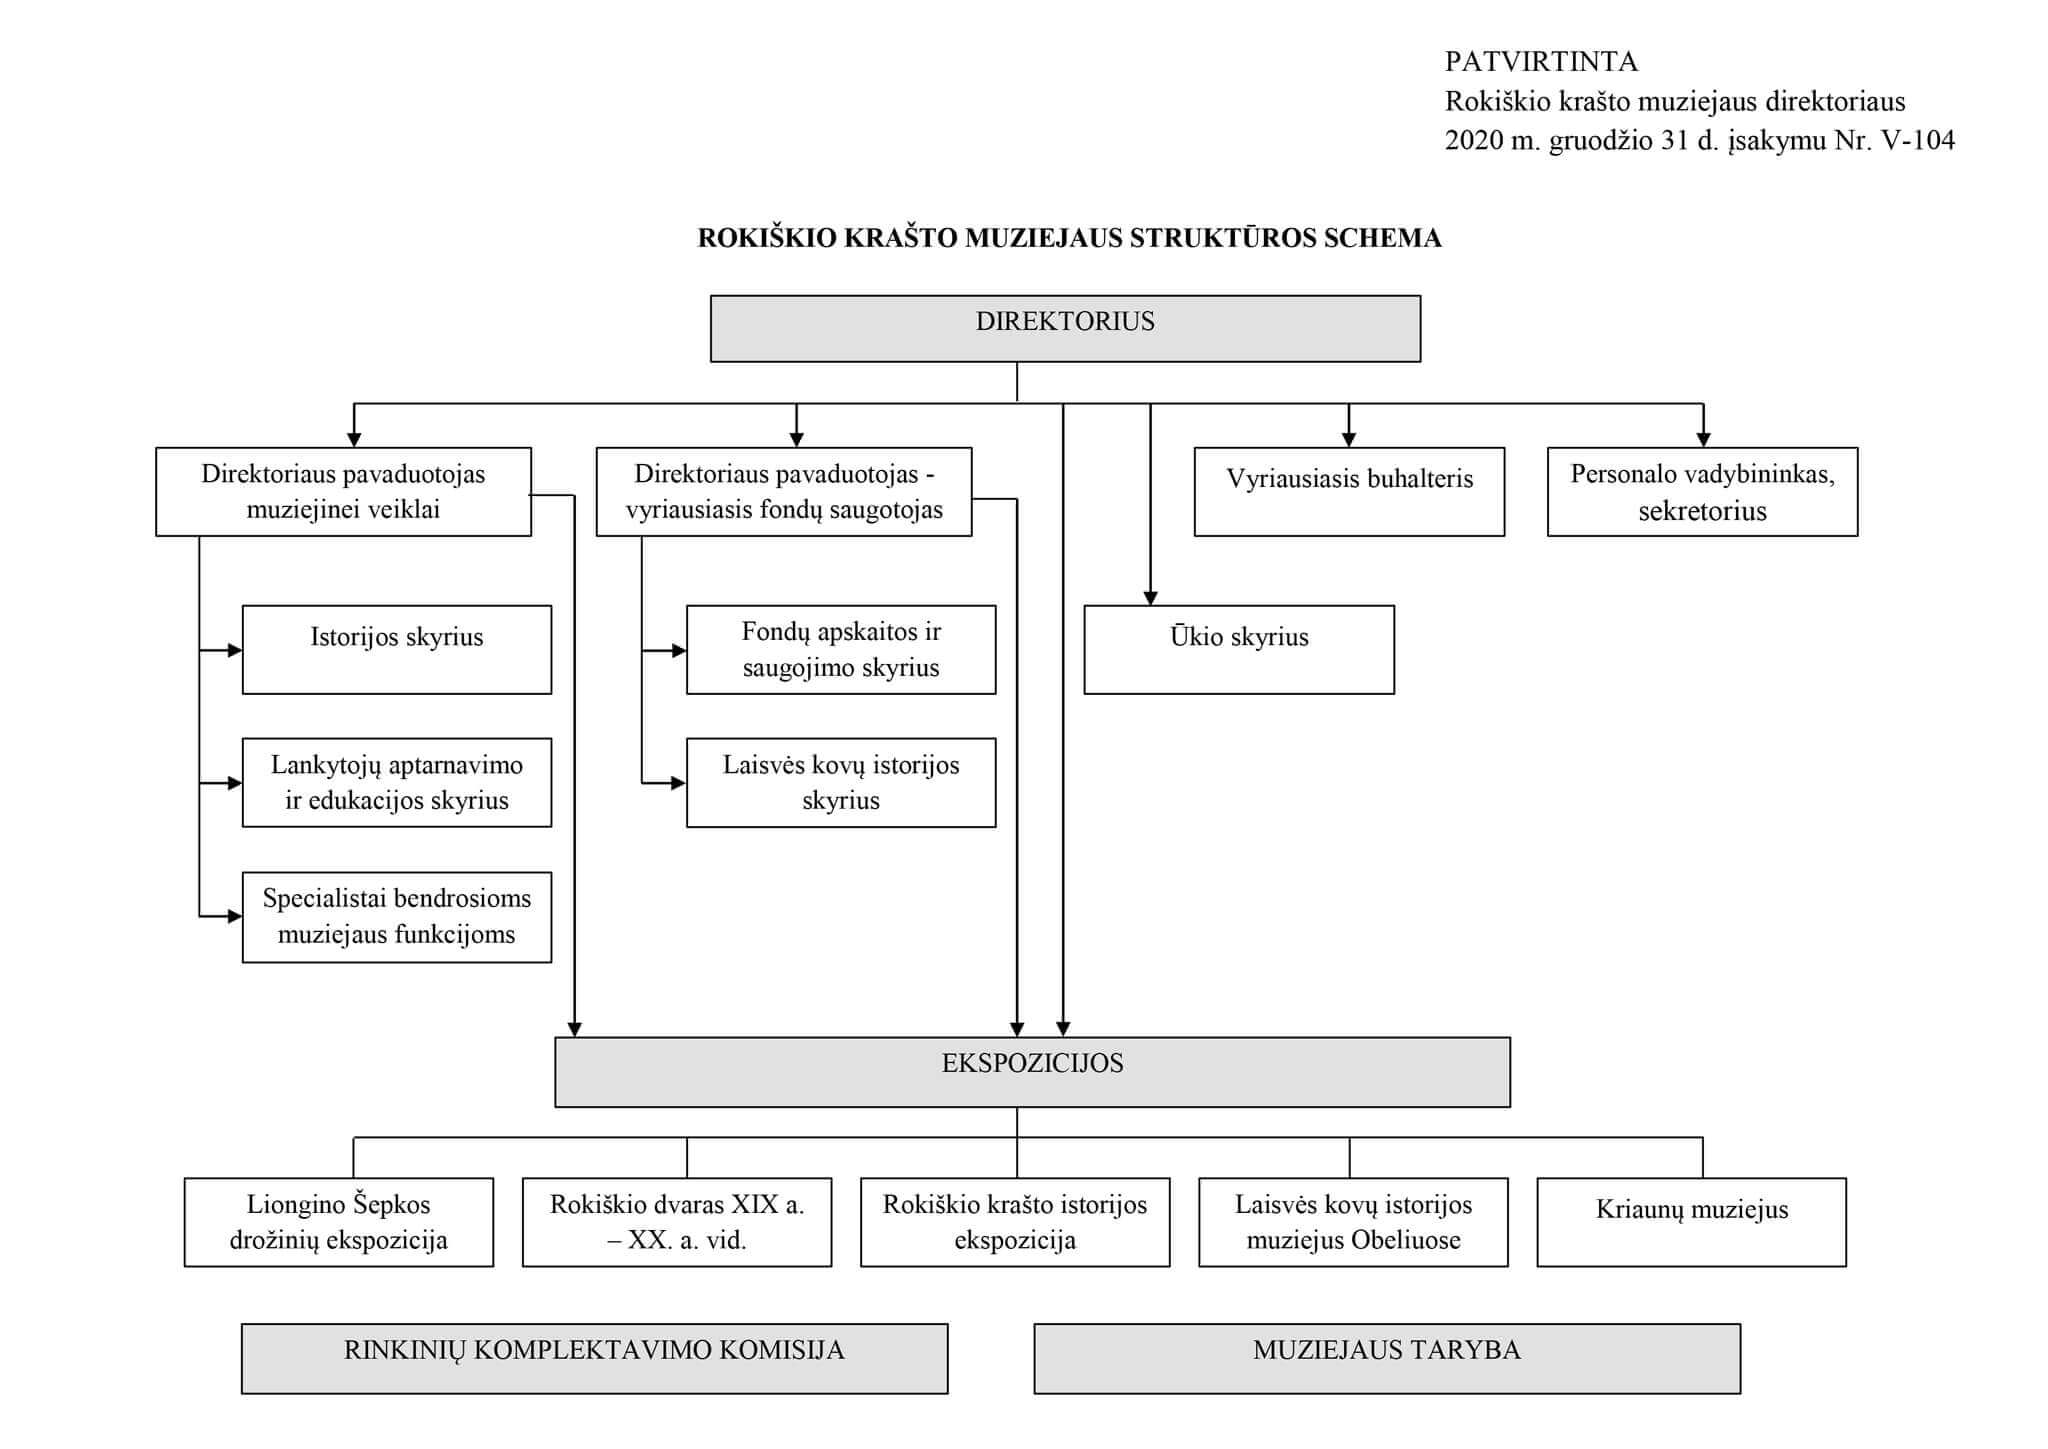 PATVIRTINTA
Rokiškio krašto muziejaus direktoriaus
2020 m. gruodžio 31 d. įsakymu Nr. V-104
ROKIŠKIO KRAŠTO MUZIEJAUS STRUKTŪROS SCHEMA
DIREKTORIUS
Direktoriaus pavaduotojas
muziejinei veiklai
Direktoriaus pavaduotojas -
vyriausiasis fondų saugotojas
Vyriausiasis buhalteris
Personalo vadybininkas,
sekretorius
Istorijos skyrius
Fondų apskaitos ir
saugojimo skyrius
Ūkio skyrius
Lankytojų aptarnavimo
ir edukacijos skyrius
Laisvės kovų istorijos
skyrius
Specialistai bendrosioms
muziejaus funkcijoms
EKSPOZICIJOS
Liongino Šepkos
drožinių ekspozicija
Rokiškio dvaras XIX a.
– XX. a. vid.
Rokiškio krašto istorijos
ekspozicija
Laisvės kovų istorijos
muziejus Obeliuose
Kriaunų muziejus
RINKINIŲ KOMPLEKTAVIMO KOMISIJA
MUZIEJAUS TARYBA